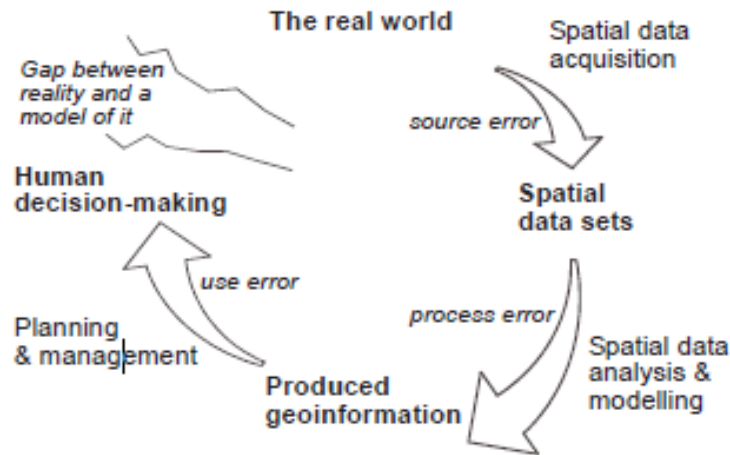 The real world
Spatial data
acquisition
Gap between
reality and a
model of it
source error
Human
decision-making
Spatial
data sets
use error
process error
Planning
& management
Spatial data
analysis &
modelling
Produced
geoinformation